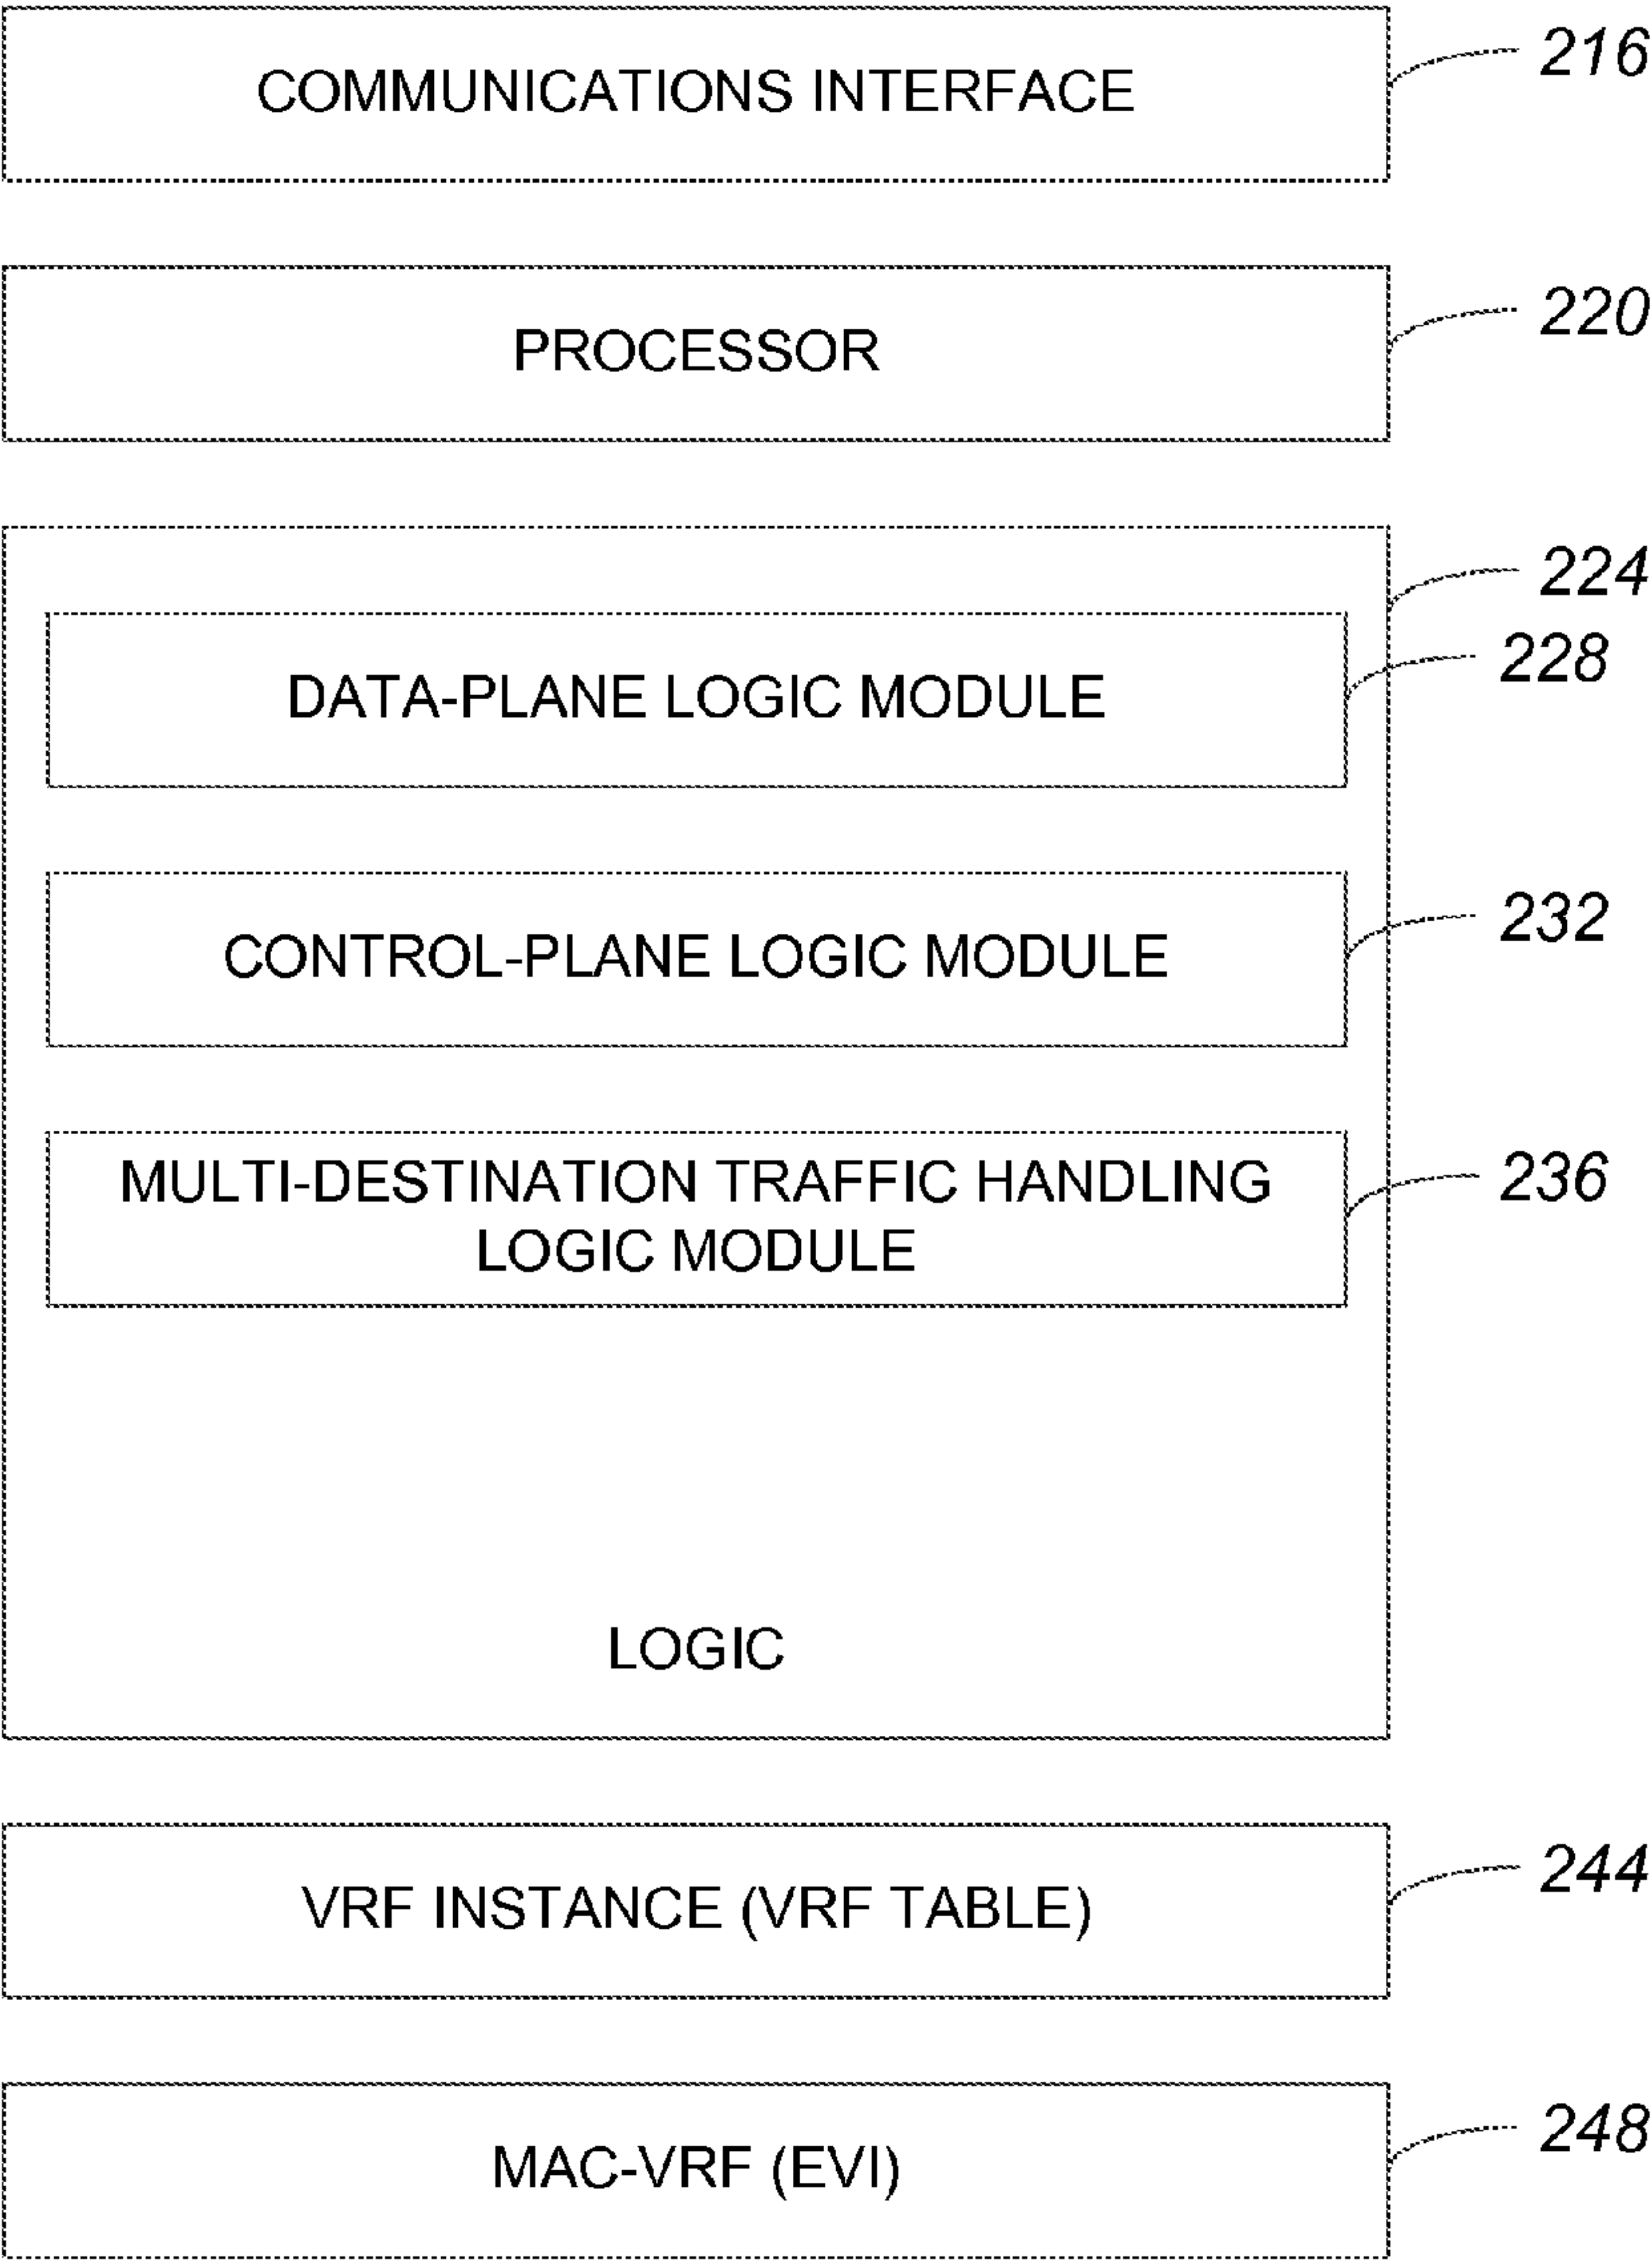 COMMUNICATIONS INTERFACE
216
PROCESSOR
220
224
DATA-PLANE LOGIC MODULE
228
CONTROL-PLANE LOGIC MODULE
232
MULTI-DESTINATION TRAFFIC HANDLING
LOGIC MODULE
236
LOGIC
VRF INSTANCE (VRF TABLE)
244
MAC-VRF (EVI)
248